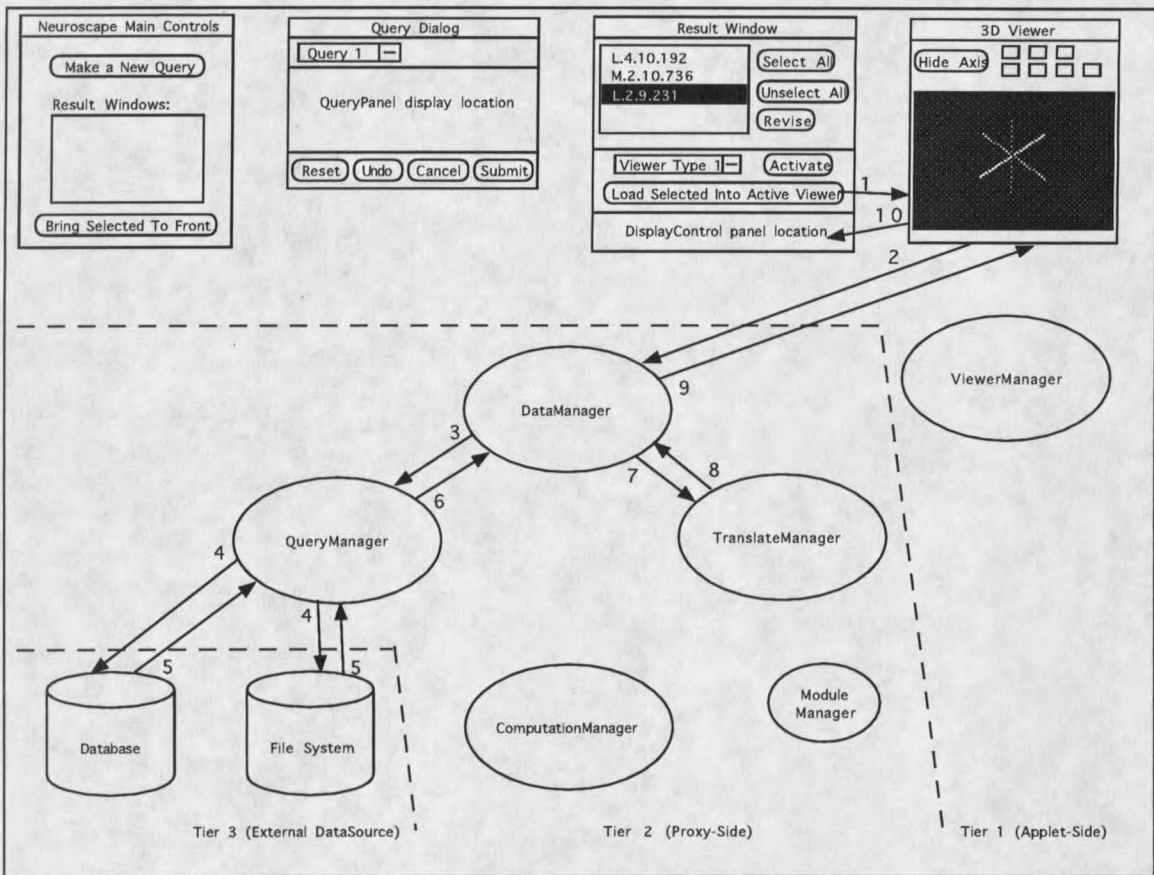 Neuroscape Main Controls
Make a New Query
Result Windows:
Bring Selected To Front
Query Dialog
Query 1
QueryPanel display location
Reset Undo Cancel Submit
Result Window
L.4.10.192
M.2.10.736
L.2.9.231
Select All
Unselect All
Revise
Viewer Type 1
Activate
Load Selected Into Active Viewer
DisplayControl panel location
1
10
3D Viewer
Hide Axis
2
9
DataManager
ViewerManager
3
6
7
8
QueryManager
TranslateManager
4
4
5
5
Database
File System
ComputationManager
Module
Manager
Tier 3 (External DataSource)
Tier 2 (Proxy-Side)
Tier 1 (Applet-Side)